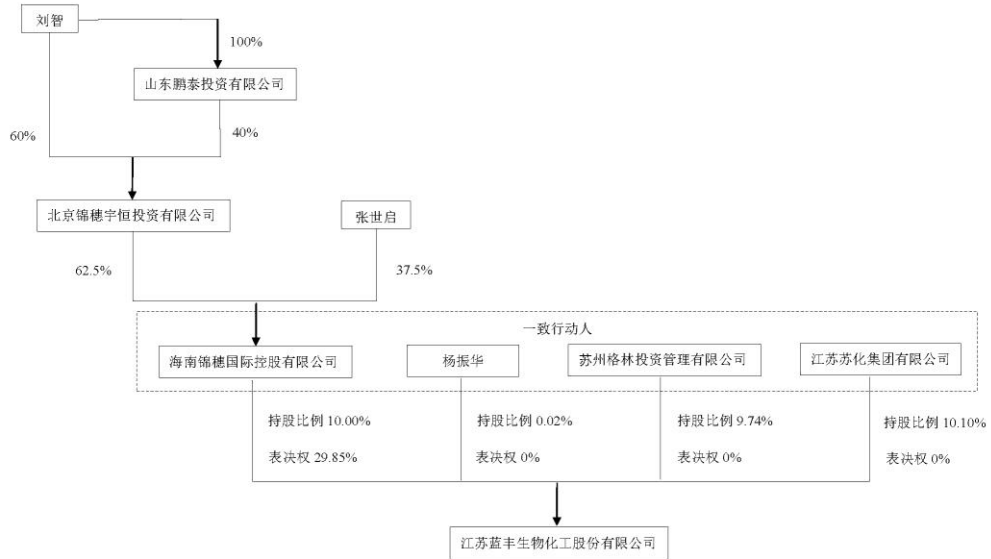 刘智
100%
山东鹏泰投资有限公司
60%
40%
北京锦穗宇恒投资有限公司
张世启
62.5%
37.5%
一致行动人
海南锦穗国际控股有限公司
杨振华
苏州格林投资管理有限公司
江苏苏化集团有限公司
持股比例 10.00%
持股比例 0.02%
持股比例 9.74%
持股比例 10.10%
表决权 29.85%
表决权 0%
表决权 0%
表决权 0%
江苏蓝丰生物化工股份有限公司